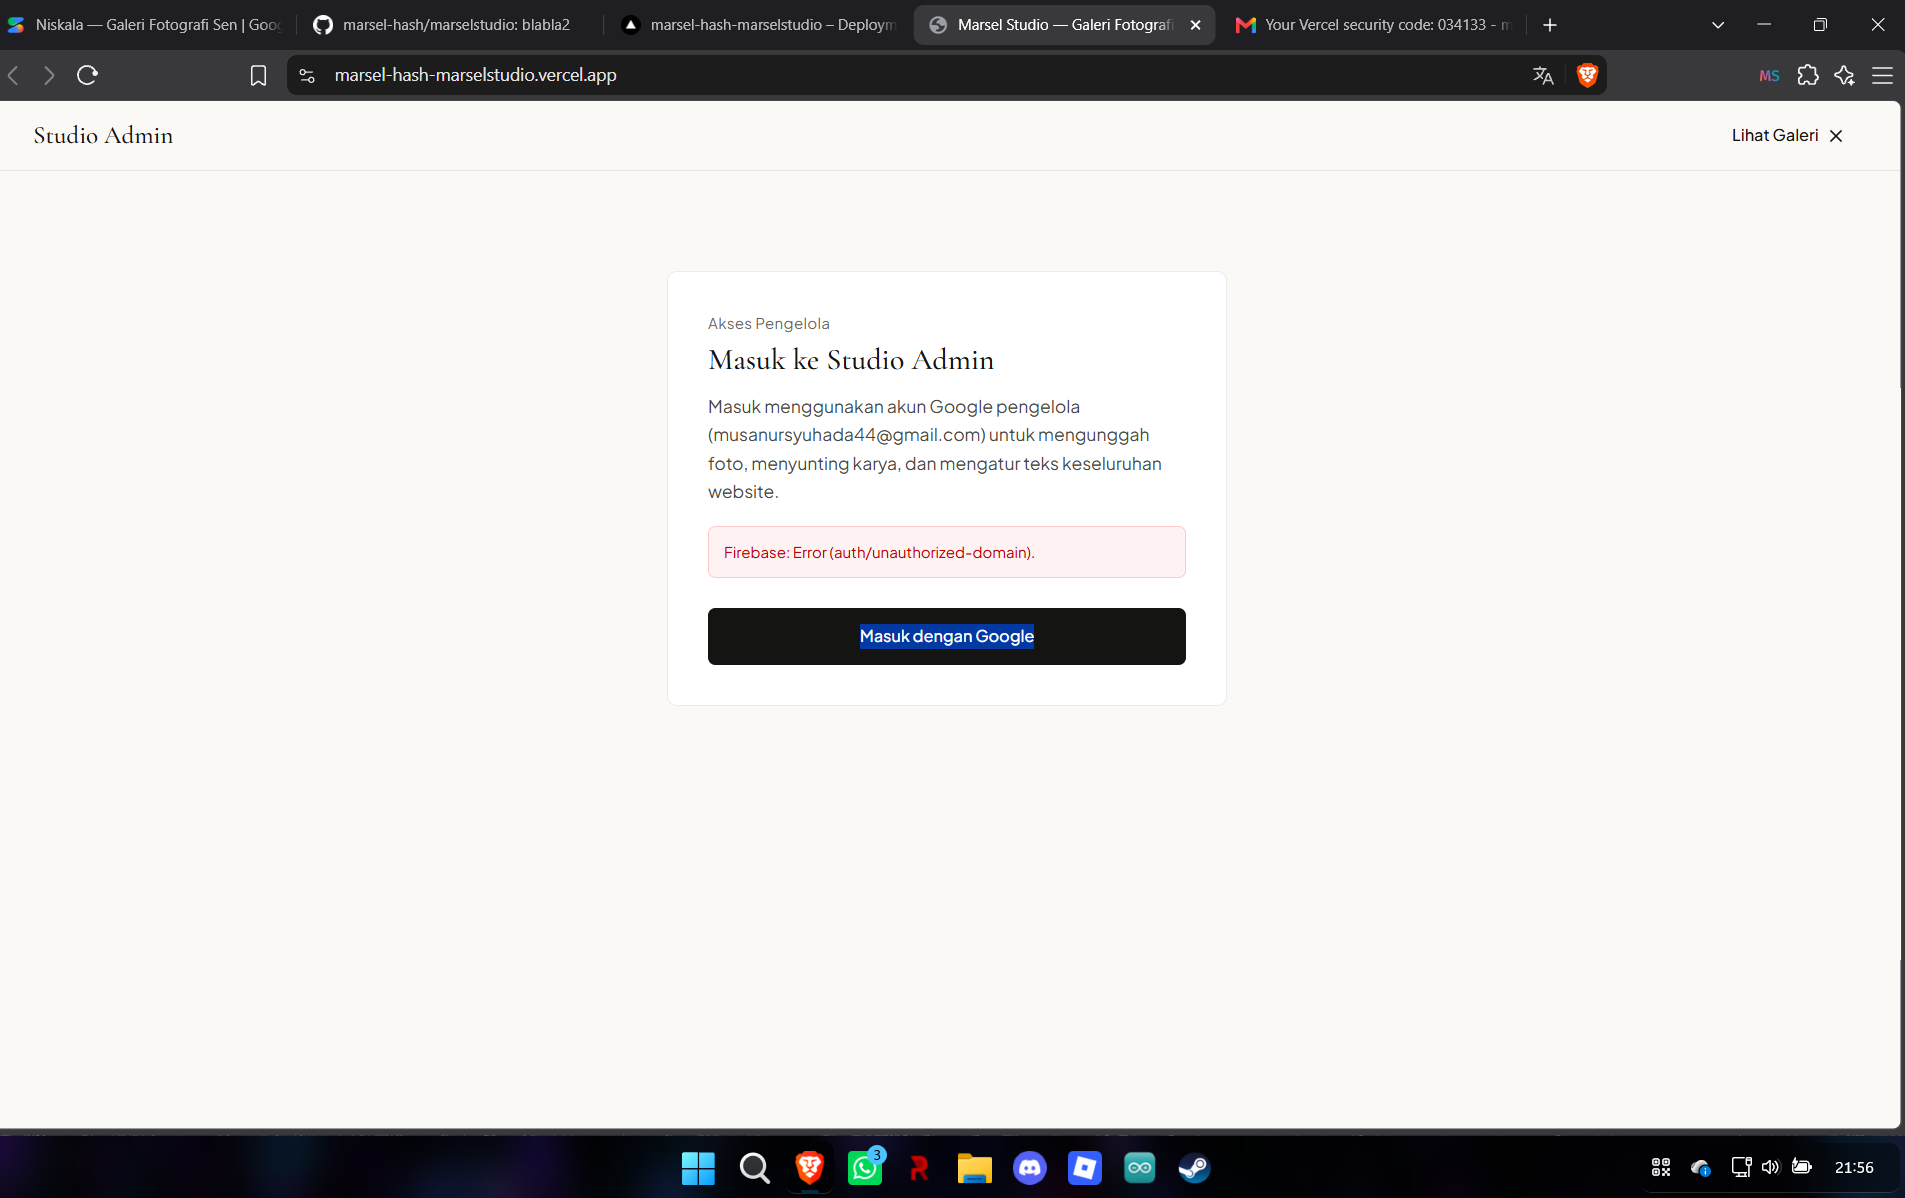 Niskala — Galeri Fotografi Sen | Goo
marsel-hash/marselstudio: blabla2
marsel-hash-marselstudio – Deploym
Marsel Studio — Galeri Fotografi
Your Vercel security code: 034133 - m
marsel-hash-marselstudio.vercel.app
MS
Studio Admin
Lihat Galeri
Akses Pengelola
Masuk ke Studio Admin
Masuk menggunakan akun Google pengelola
(musanursyuhada44@gmail.com) untuk mengunggah
foto, menyunting karya, dan mengatur teks keseluruhan
website.
Firebase: Error (auth/unauthorized-domain).
Masuk dengan Google
3
21:56